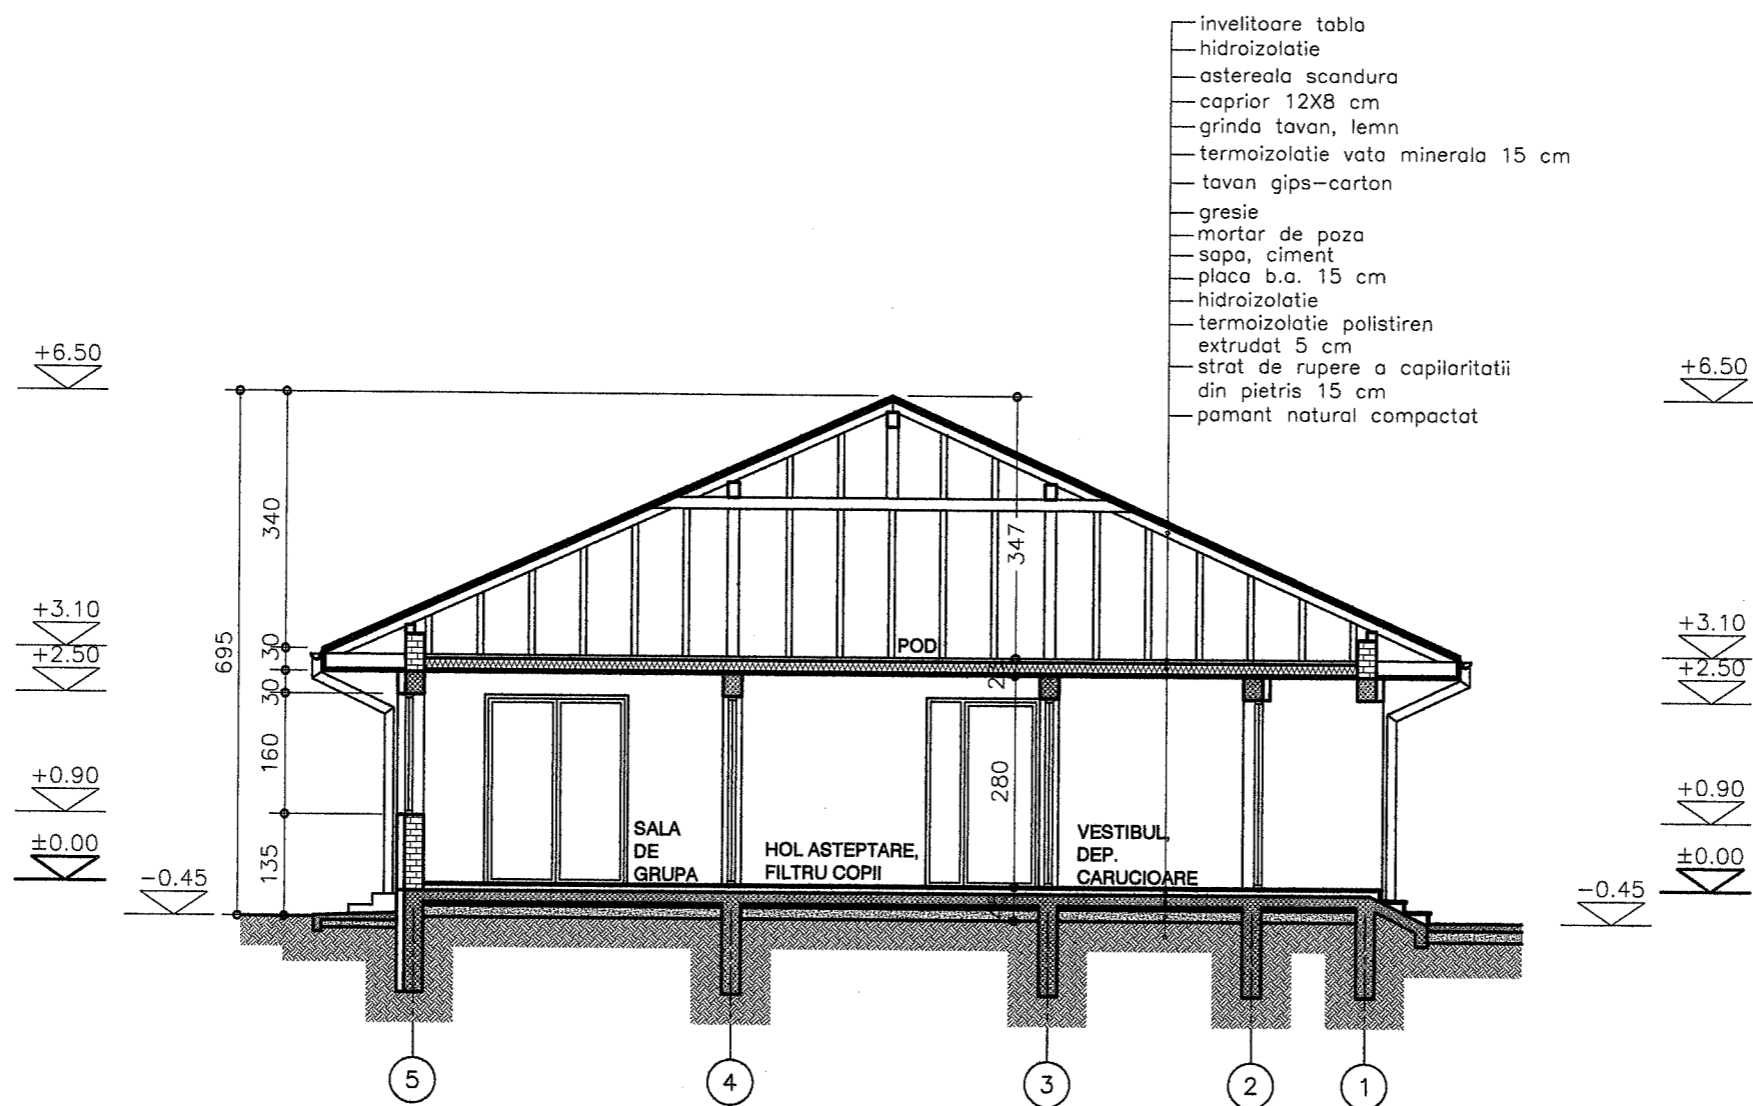 invelitoare tabla
hidroizolatie
astereala scandura
caprior 12X8 cm
grinda tavan, lemn
termoizolatie vata minerala 15 cm
tavan gips-carton
gresie
mortar de poza
sapa, ciment
placa b.a. 15 cm
hidroizolatie
termoizolatie polistiren
extrudat 5 cm
strat de rupere a capilaritatii
din pietris 15 cm
pamant natural compactat
+6.50
+6.50
340
347
+3.10
+3.10
695
30
POD
+2.50
+2.50
30
160
280
+0.90
+0.90
SALA
DE
GRUPA
HOL ASTEPTARE,
FILTRU COPII
VESTIBUL,
DEP.
CARUCIOARE
±0.00
±0.00
135
-0.45
-0.45
5
4
3
2
1